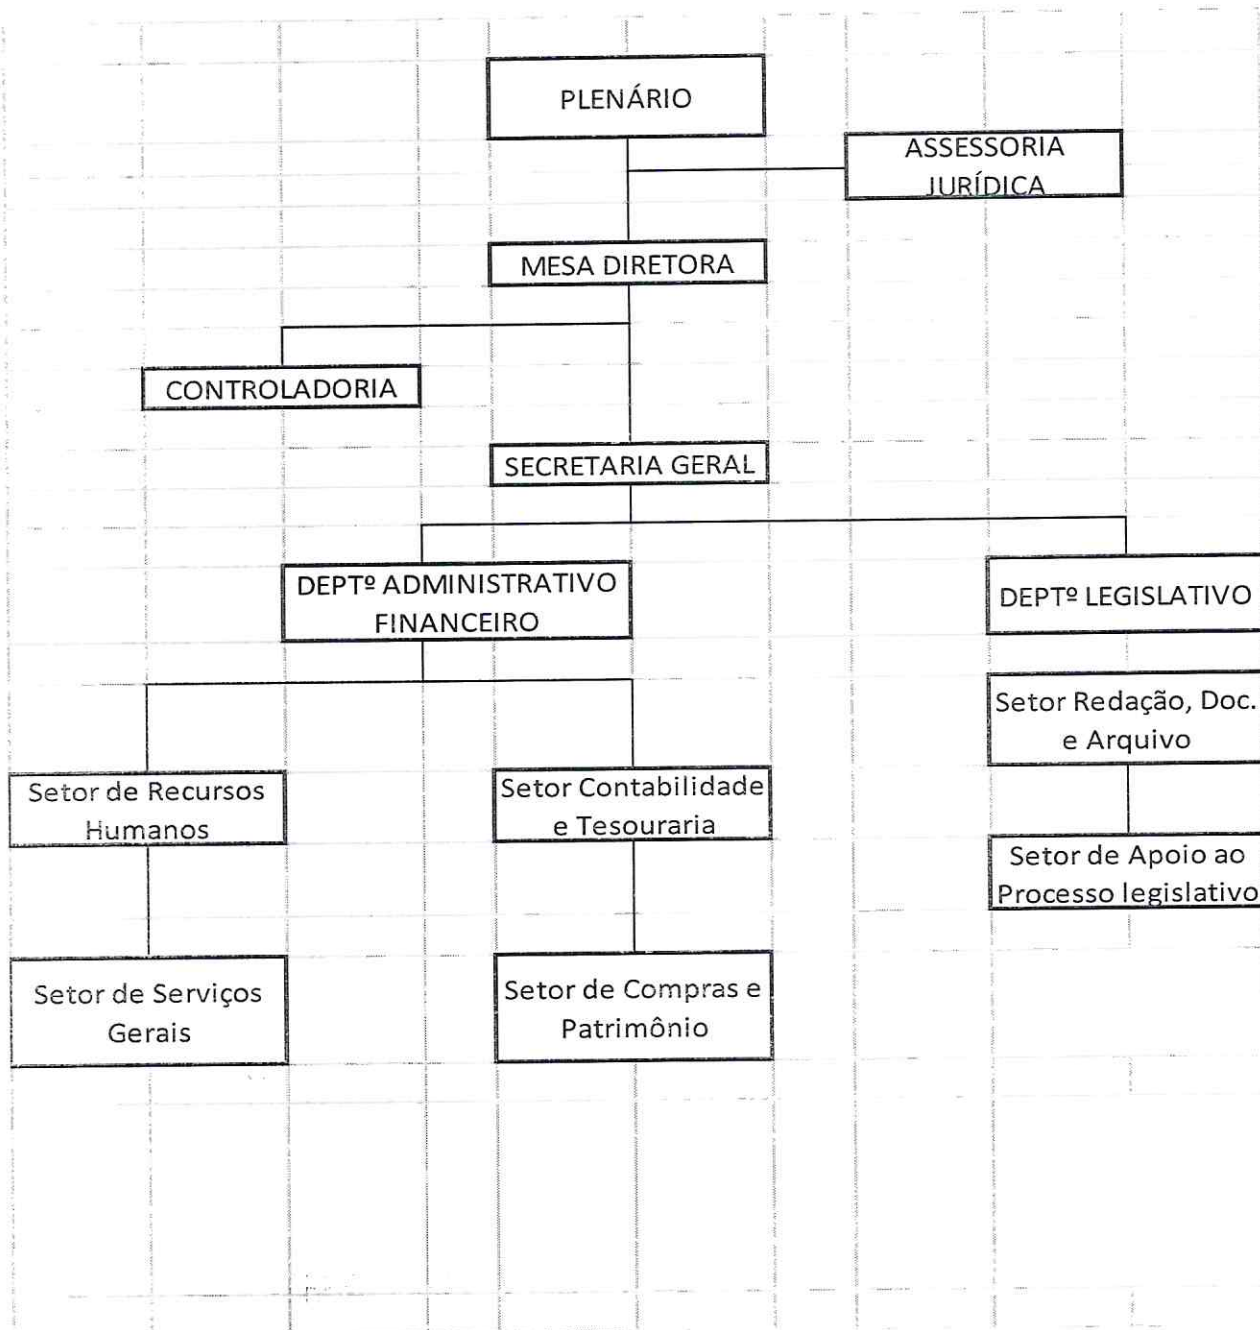 PLENÁRIO
ASSESSORIA
JURÍDICA
MESA DIRETORA
CONTROLADORIA
SECRETARIA GERAL
DEPTº ADMINISTRATIVO
FINANCEIRO
DEPTº LEGISLATIVO
Setor Redação, Doc.
e Arquivo
Setor de Recursos
Humanos
Setor Contabilidade
e Tesouraria
Setor de Apoio ao
Processo legislativo
Setor de Serviços
Gerais
Setor de Compras e
Patrimônio